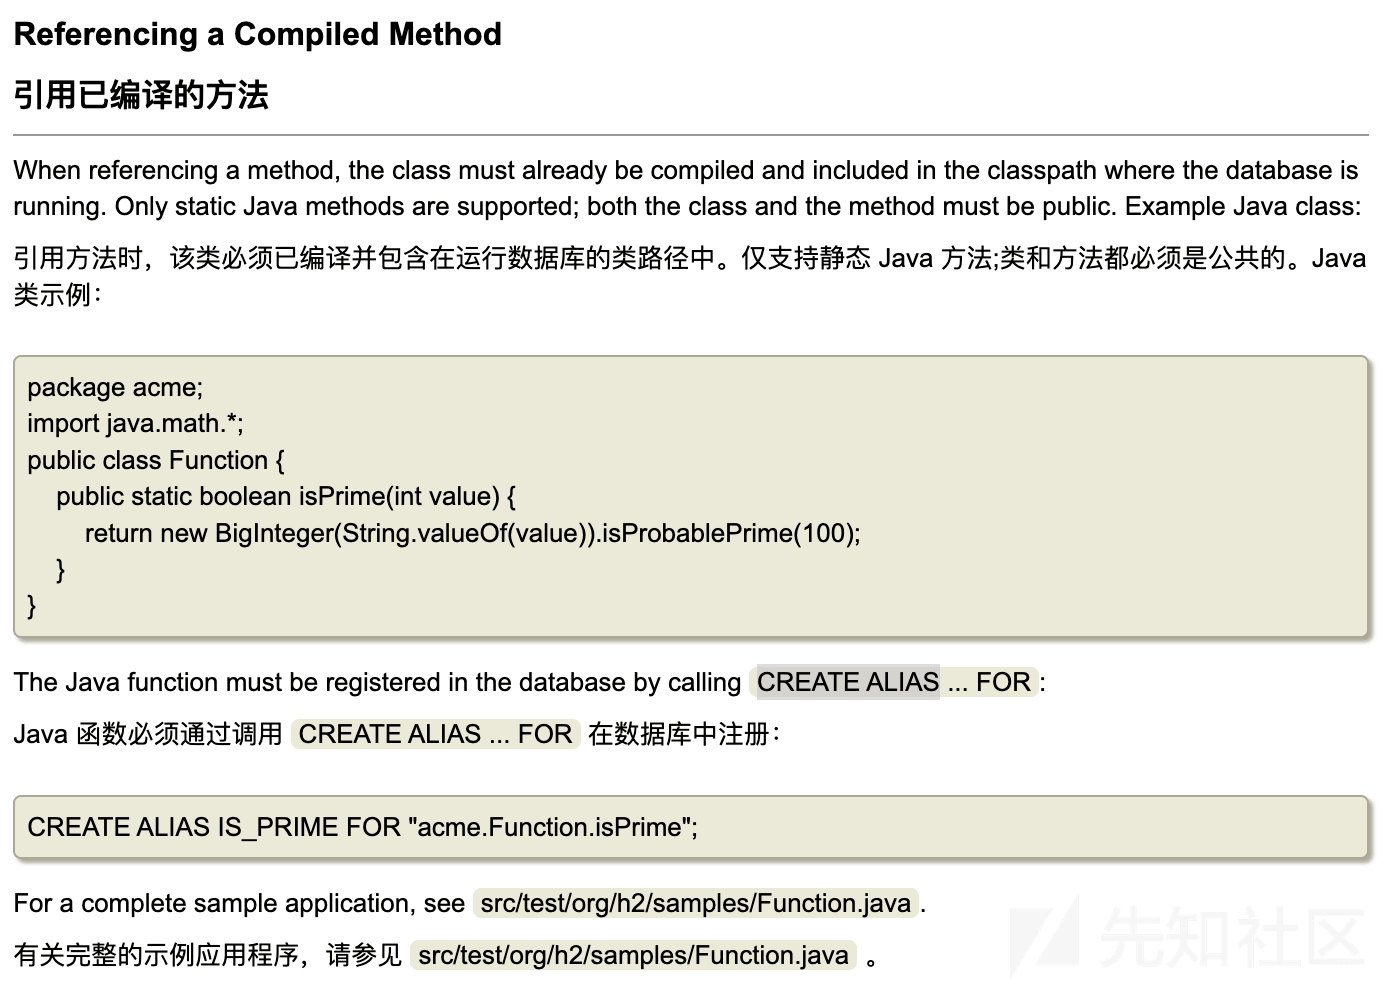 Referencing a Compiled Method
引用已编译的方法
When referencing a method, the class must already be compiled and included in the classpath where the database is
running. Only static Java methods are supported; both the class and the method must be public. Example Java class:
引用方法时，该类必须已编译并包含在运行数据库的类路径中。仅支持静态 Java 方法;类和方法都必须是公共的。Java
类示例：
package acme;
import java.math.*;
public class Function {
    public static boolean isPrime(int value) {
        return new BigInteger(String.valueOf(value)).isProbablePrime(100);
    }
}
The Java function must be registered in the database by calling CREATE ALIAS ... FOR :
Java 函数必须通过调用 CREATE ALIAS ... FOR 在数据库中注册：
CREATE ALIAS IS_PRIME FOR "acme.Function.isPrime";
For a complete sample application, see src/test/org/h2/samples/Function.java .
有关完整的示例应用程序，请参见 src/test/org/h2/samples/Function.java 。
先知社区